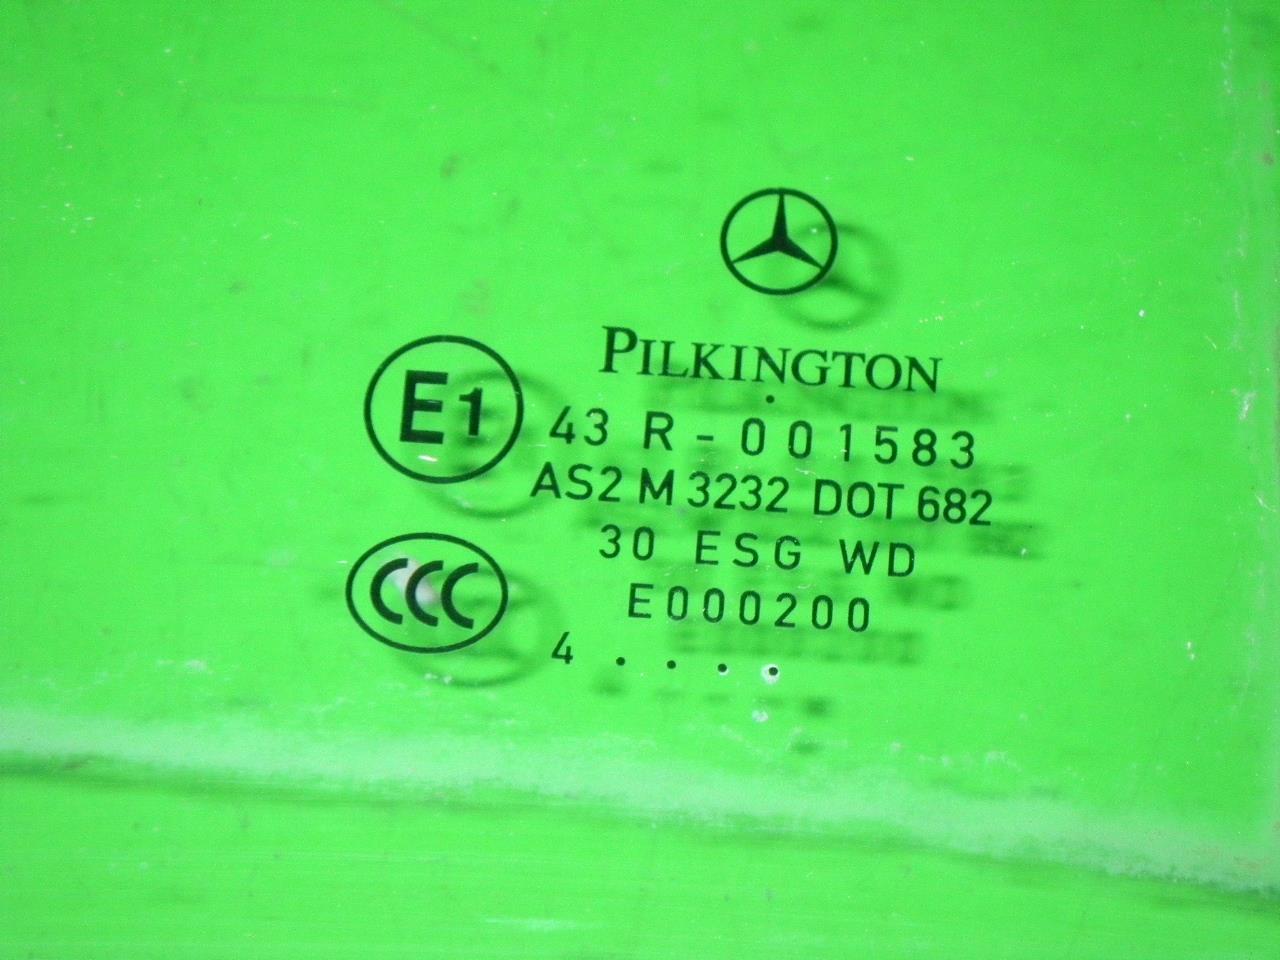 PILKINGTON
E1
43 R - 001583
AS2 M 3232 DOT 682
30 ESG WD
E000200
CCC
4 . . . .